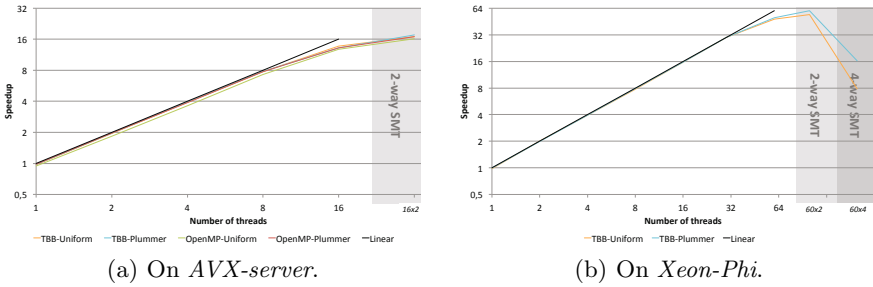 32
16
8
4
2
1
0,5
Speedup
2-way SMT
1 2 4 8 16 16x2
Number of threads
TBB-Uniform TBB-Plummer OpenMP-Uniform OpenMP-Plummer Linear
(a) On AVX-server.
64
32
16
8
4
2
1
0,5
Speedup
2-way SMT
4-way SMT
1 2 4 8 16 32 64 60x2 60x4
Number of threads
TBB-Uniform TBB-Plummer Linear
(b) On Xeon-Phi.